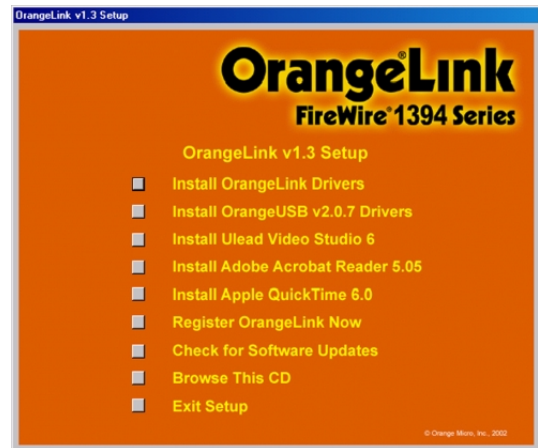 OrangeLink v1.3 Setup
OrangeLink
FireWire® 1394 Series
OrangeLink v1.3 Setup
Install OrangeLink Drivers
Install OrangeUSB v2.0.7 Drivers
Install Ulead Video Studio 6
Install Adobe Acrobat Reader 5.05
Install Apple QuickTime 6.0
Register OrangeLink Now
Check for Software Updates
Browse This CD
Exit Setup
© Orange Micro, Inc., 2002